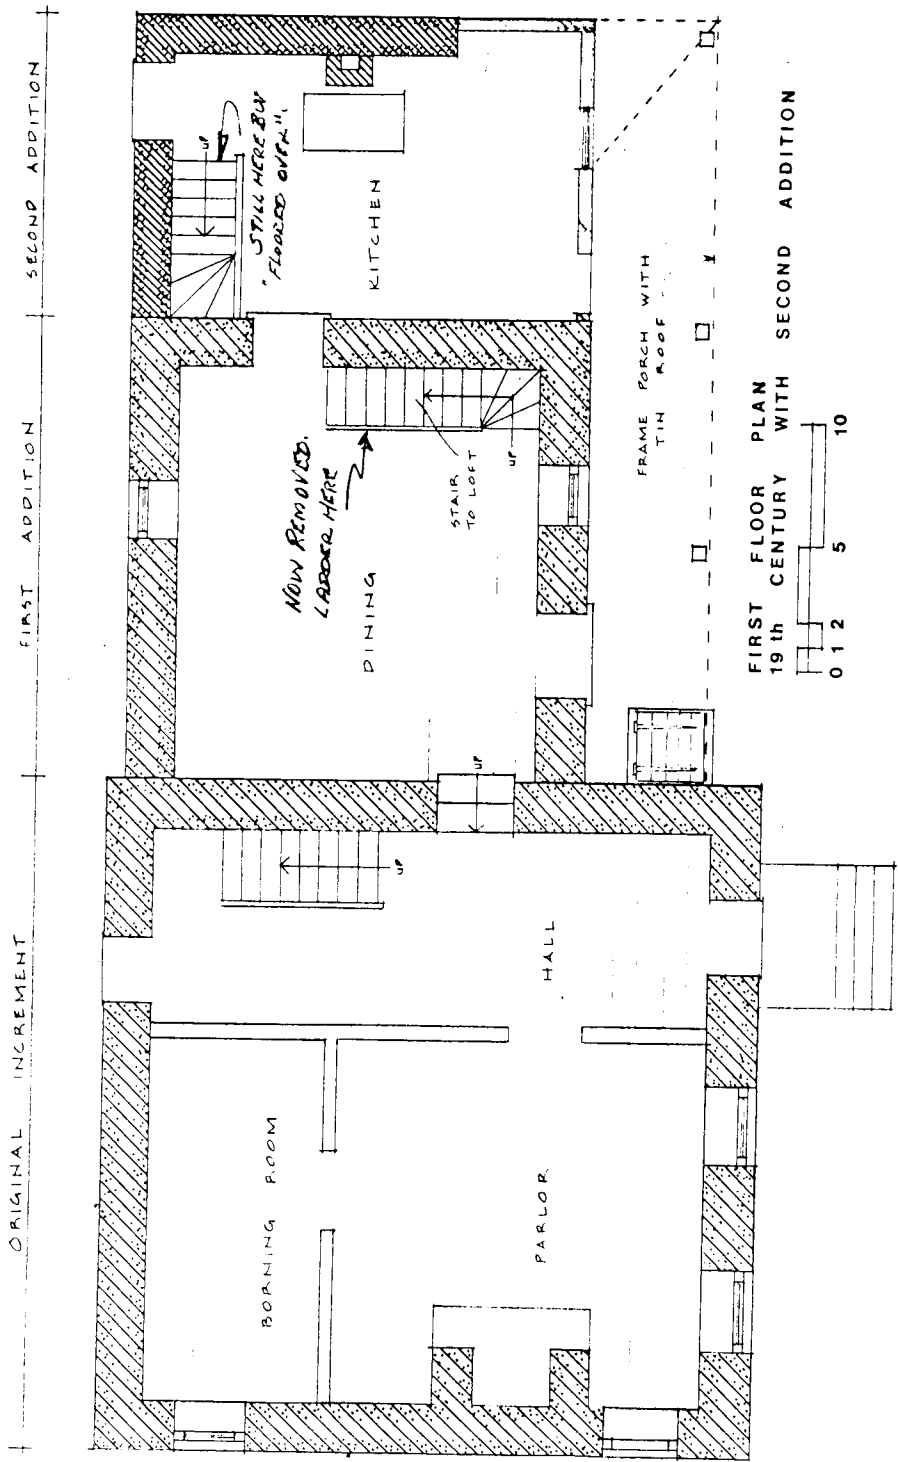 ORIGINAL INCREMENT
FIRST ADDITION
SECOND ADDITION
BORNING ROOM
PARLOR
HALL
UP
UP
DINING
NOW REMOVED.
LADDER HERE
STAIR
TO LOFT
UP
UP
STILL HERE BUT
"FLOORED OVER".
KITCHEN
FRAME PORCH WITH
TIN ROOF
FIRST FLOOR PLAN
19th CENTURY WITH SECOND ADDITION
0 1 2 5 10